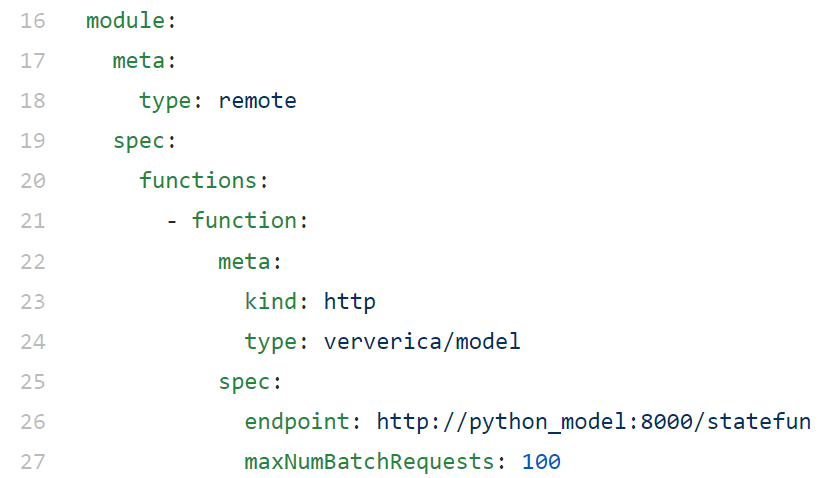 16 module:
17 meta:
18 type: remote
19 spec:
20 functions:
21 - function:
22 meta:
23 kind: http
24 type: ververica/model
25 spec:
26 endpoint: http://python_model:8000/statefun
27 maxNumBatchRequests: 100